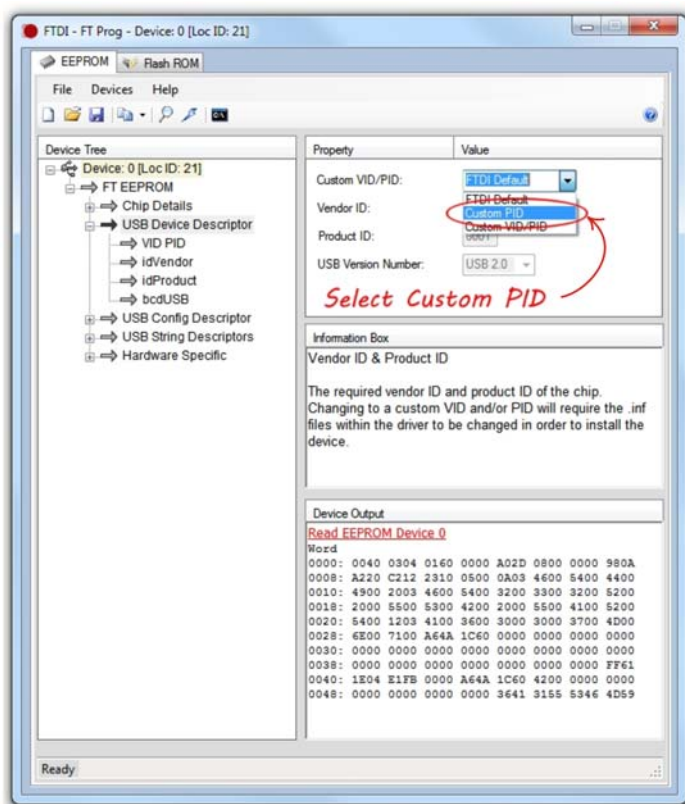 FTDI - FT Prog - Device: 0 [Loc ID: 21]
EEPROM Flash ROM
File Devices Help
Device Tree
Device: 0 [Loc ID: 21]
FT EEPROM
Chip Details
USB Device Descriptor
VID PID
idVendor
idProduct
bcdUSB
USB Config Descriptor
USB String Descriptors
Hardware Specific
Property Value
Custom VID/PID: FTDI Default
FTDI Default
Vendor ID: Custom PID
Custom VID/PID
Product ID:
USB Version Number: USB 2.0
Select Custom PID
Information Box
Vendor ID & Product ID
The required vendor ID and product ID of the chip.
Changing to a custom VID and/or PID will require the .inf
files within the driver to be changed in order to install the
device.
Device Output
Read EEPROM Device 0
Word
0000: 0040 0304 0160 0000 A02D 0800 0000 980A
0008: A220 C212 2310 0500 0A03 4600 5400 4400
0010: 4900 2003 4600 5400 3200 3300 3200 5200
0018: 2000 5500 5300 4200 2000 5500 4100 5200
0020: 5400 1203 4100 3600 3000 3000 3700 4D00
0028: 6E00 7100 A64A 1C60 0000 0000 0000 0000
0030: 0000 0000 0000 0000 0000 0000 0000 0000
0038: 0000 0000 0000 0000 0000 0000 0000 FF61
0040: 1E04 E1FB 0000 A64A 1C60 4200 0000 0000
0048: 0000 0000 0000 0000 3641 3155 5346 4D59
Ready